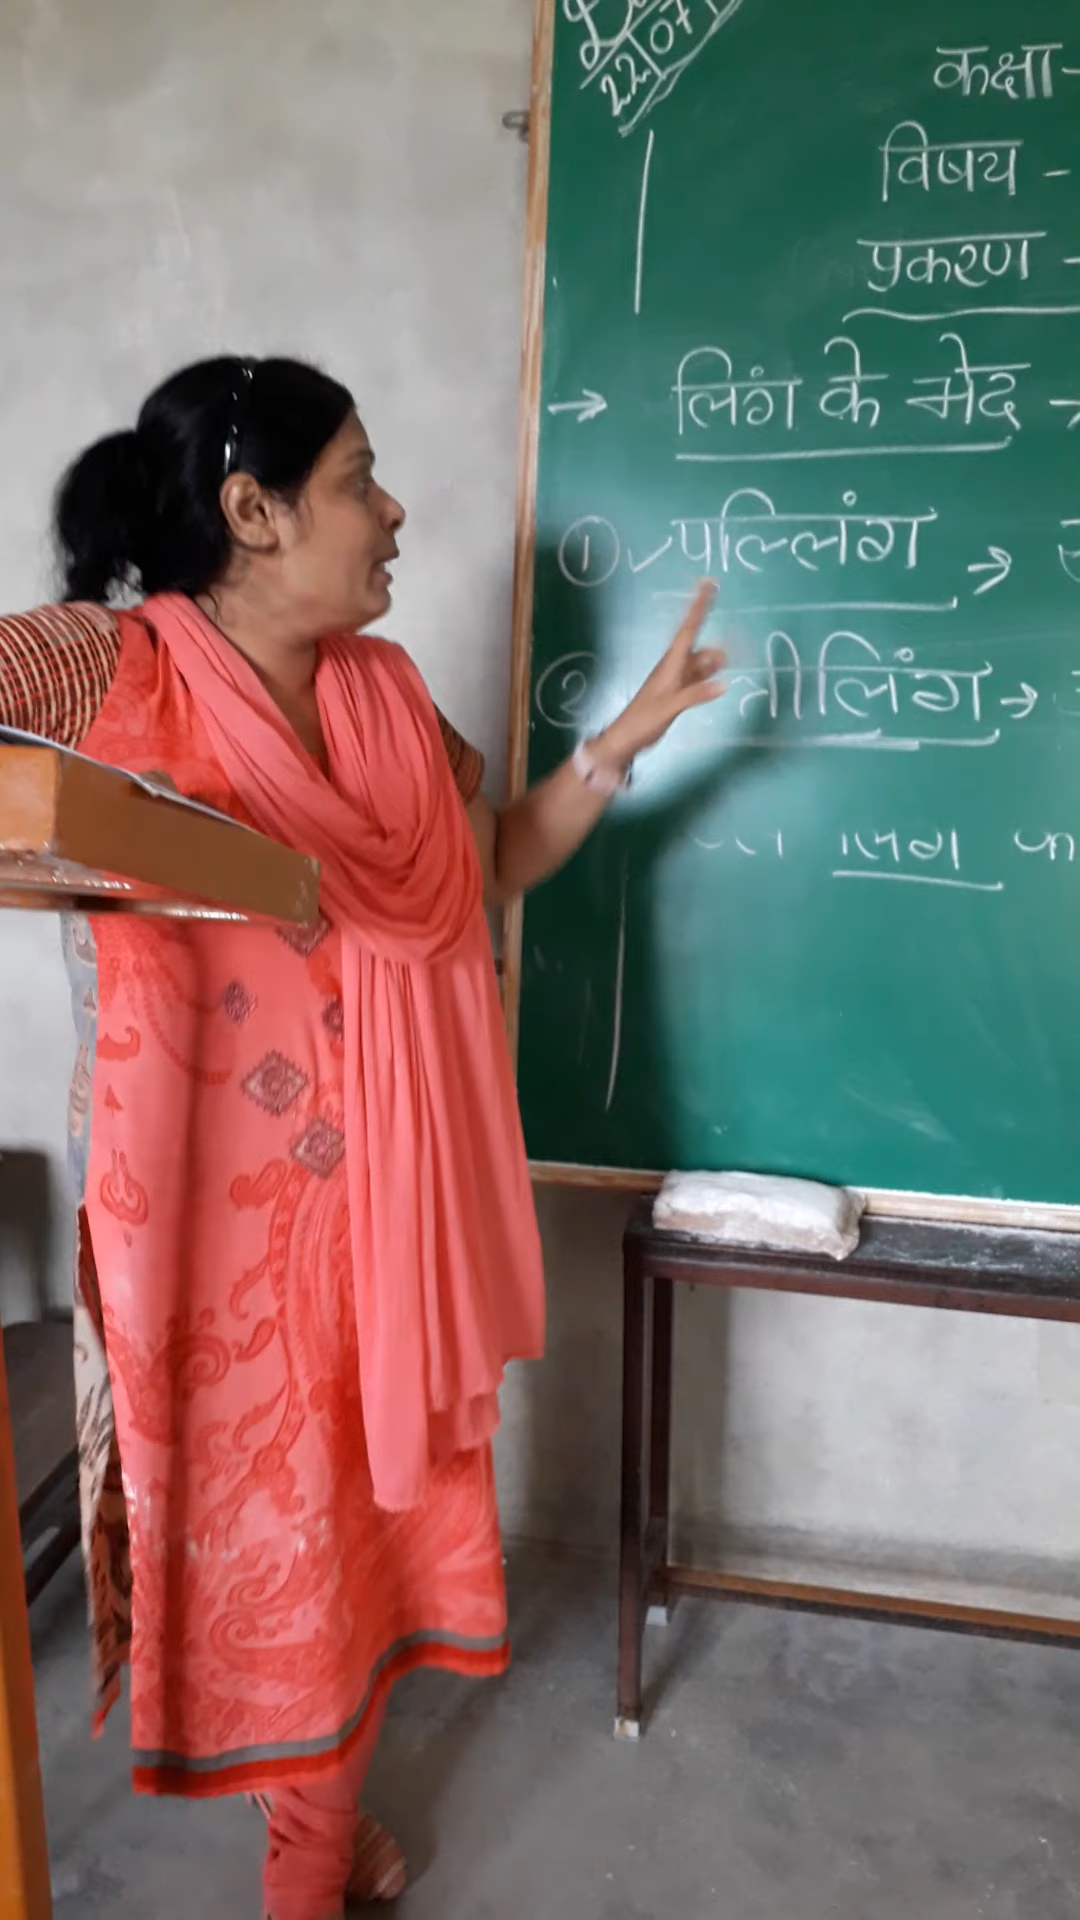 22/07/
कक्षा-
विषय -
प्रकरण -
→ लिंग के भेद →
① ✓ पुल्लिंग →
② स्त्रीलिंग →
लिंग